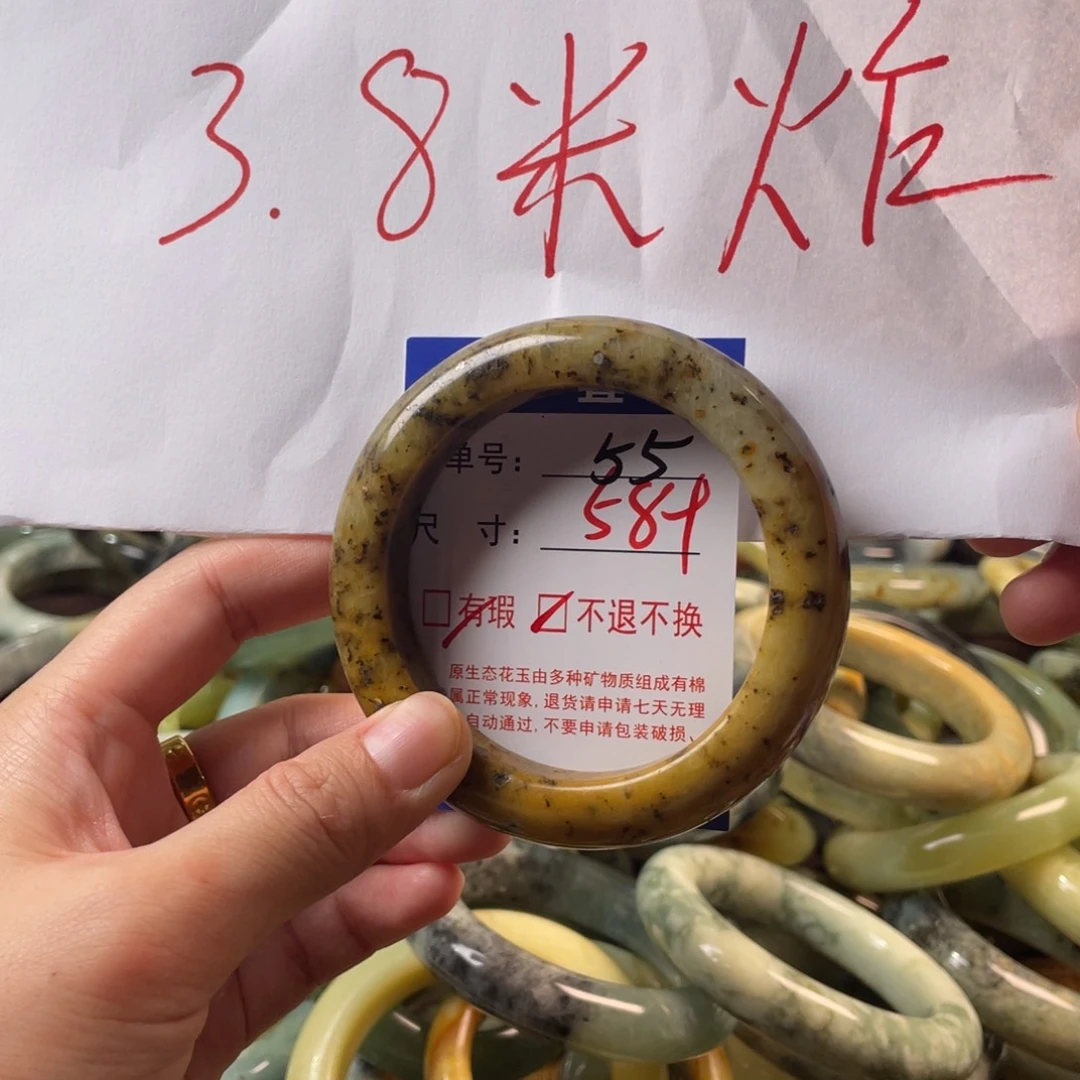 3.8米炸
单号: 55
尺 寸: 58+
有瑕 不退不换
原生态花玉由多种矿物质组成有棉
属正常现象,退货请申请七天无理
自动通过,不要申请包装破损、